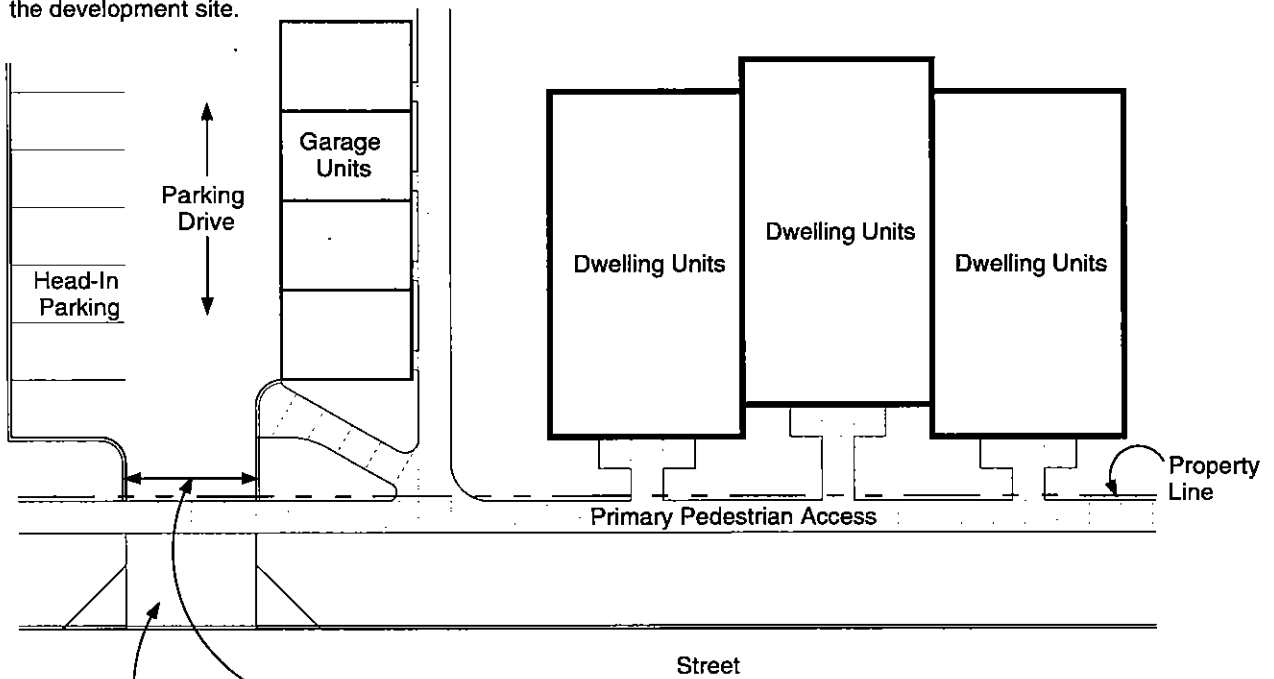 the development site.
Garage
Units
Parking
Drive
Head-In
Parking
Dwelling Units
Dwelling Units
Dwelling Units
Property
Line
Primary Pedestrian Access
Street